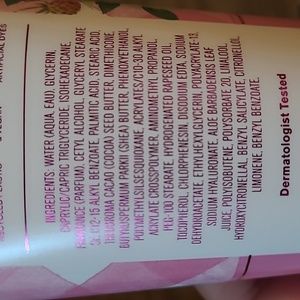 ARTIFICIAL DYES
INGREDIENTS: WATER (AQUA, EAU), GLYCERIN,
CAPRYLIC/CAPRIC TRIGLYCERIDE, ISOHEXADECANE,
FRAGRANCE (PARFUM), CETYL ALCOHOL, GLYCERYL STEARATE
SE, C12-15 ALKYL BENZOATE, PALMITIC ACID, STEARIC ACID,
THEOBROMA CACAO (COCOA) SEED BUTTER, DIMETHICONE,
BUTYROSPERMUM PARKII (SHEA) BUTTER, PHENOXYETHANOL,
POLYMETHYLSILSESQUIOXANE, ACRYLATES/C10-30 ALKYL
ACRYLATE CROSSPOLYMER, AMINOMETHYL PROPANOL,
PEG-100 STEARATE, HYDROGENATED RAPESEED OIL,
TOCOPHEROL, CHLORPHENESIN, DISODIUM EDTA, SODIUM
DEHYDROACETATE, ETHYLHEXYLGLYCERIN, POLYACRYLATE-13,
SODIUM HYALURONATE, ALOE BARBADENSIS LEAF
JUICE, POLYISOBUTENE, POLYSORBATE 20, LINALOOL,
HYDROXYCITRONELLAL, BENZYL SALICYLATE, CITRONELLOL,
LIMONENE, BENZYL BENZOATE.
Dermatologist Tested